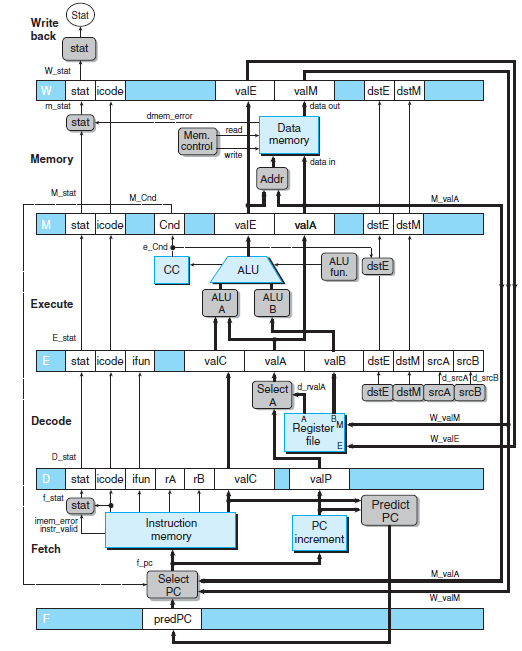 Write
back
Stat
stat
W_stat
W stat icode valE valM dstE dstM
m_stat
stat
dmem_error
data out
Mem.
control
read
write
Data
memory
data in
Memory
Addr
M_stat
M_Cnd
M_valA
M stat icode Cnd valE valA dstE dstM
e_Cnd
CC
ALU
ALU
fun.
dstE
ALU
A
ALU
B
Execute
E_stat
E stat icode ifun valC valA valB dstE dstM srcA srcB
d_srcA d_srcB
Select
A
d_rvalA
dstE dstM srcA srcB
A B
M
Register
file
E
W_valM
W_valE
Decode
D_stat
D stat icode ifun rA rB valC valP
f_stat
stat
imem_error
instr_valid
Instruction
memory
PC
increment
Predict
PC
Fetch
f_pc
Select
PC
M_valA
W_valM
F predPC